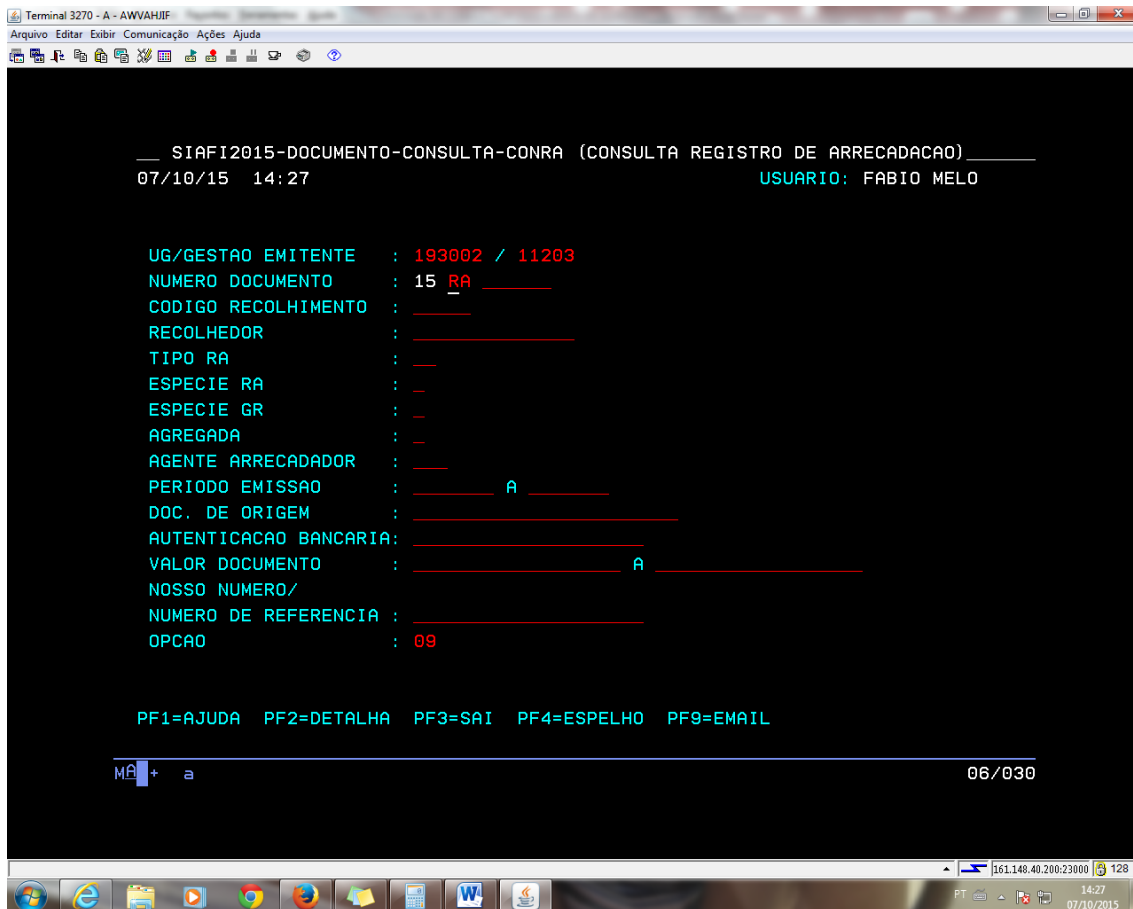 Terminal 3270 - A - AWVAHJIF
Arquivo Editar Exibir Comunicação Ações Ajuda
__ SIAFI2015-DOCUMENTO-CONSULTA-CONRA (CONSULTA REGISTRO DE ARRECADACAO)______
07/10/15 14:27 USUARIO: FABIO MELO
UG/GESTAO EMITENTE : 193002 / 11203
NUMERO DOCUMENTO : 15 RA ______
CODIGO RECOLHIMENTO : _____
RECOLHEDOR : ______________
TIPO RA : __
ESPECIE RA : _
ESPECIE GR : _
AGREGADA : _
AGENTE ARRECADADOR : ___
PERIODO EMISSAO : _______ A _______
DOC. DE ORIGEM : _______________________
AUTENTICACAO BANCARIA: ____________________
VALOR DOCUMENTO : __________________ A __________________
NOSSO NUMERO/
NUMERO DE REFERENCIA : ____________________
OPCAO : 09
PF1=AJUDA PF2=DETALHA PF3=SAI PF4=ESPELHO PF9=EMAIL
MA + a 06/030
161.148.40.200:23000 128
PT 14:27
07/10/2015